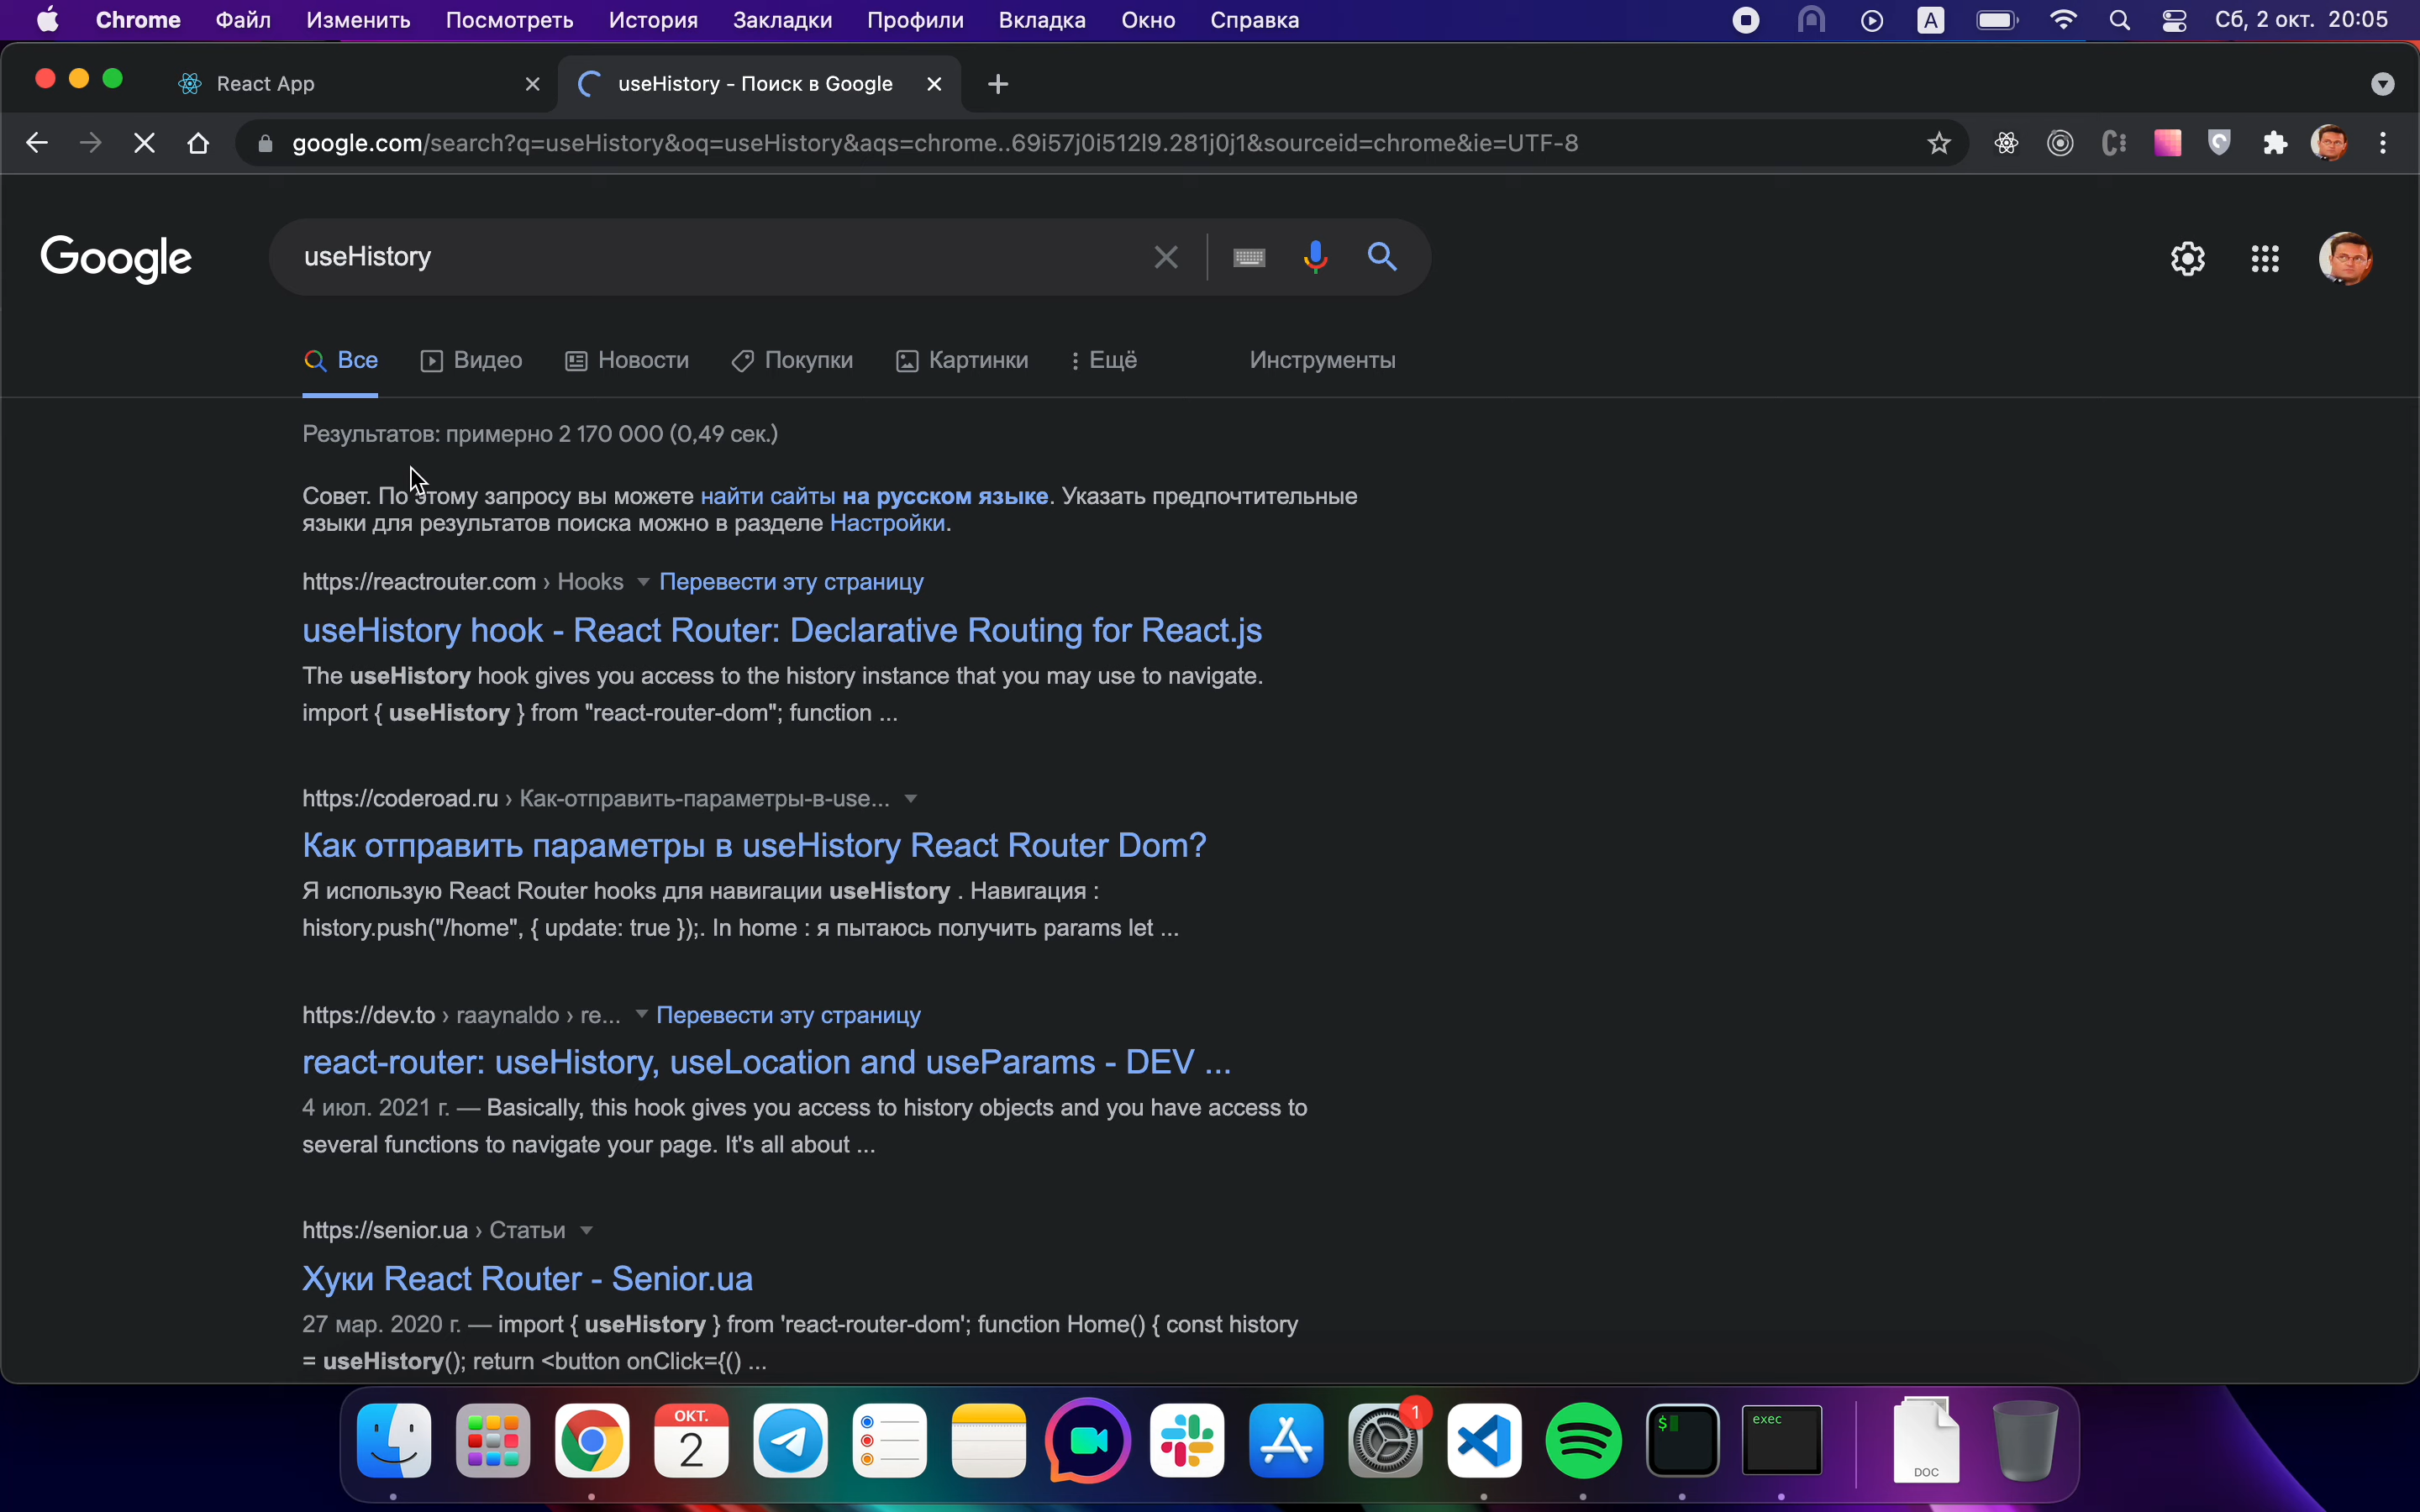 Chrome Файл Изменить Посмотреть История Закладки Профили Вкладка Окно Справка A Сб, 2 окт. 20:05
React App useHistory - Поиск в Google
google.com/search?q=useHistory&oq=useHistory&aqs=chrome..69i57j0i512l9.281j0j1&sourceid=chrome&ie=UTF-8
Google useHistory
Все Видео Новости Покупки Картинки Ещё Инструменты
Результатов: примерно 2 170 000 (0,49 сек.)
Совет. По этому запросу вы можете найти сайты на русском языке. Указать предпочтительные
языки для результатов поиска можно в разделе Настройки.
https://reactrouter.com › Hooks Перевести эту страницу
useHistory hook - React Router: Declarative Routing for React.js
The useHistory hook gives you access to the history instance that you may use to navigate.
import { useHistory } from "react-router-dom"; function ...
https://coderoad.ru › Как-отправить-параметры-в-use...
Как отправить параметры в useHistory React Router Dom?
Я использую React Router hooks для навигации useHistory . Навигация :
history.push("/home", { update: true });. In home : я пытаюсь получить params let ...
https://dev.to › raaynaldo › re... Перевести эту страницу
react-router: useHistory, useLocation and useParams - DEV ...
4 июл. 2021 г. — Basically, this hook gives you access to history objects and you have access to
several functions to navigate your page. It's all about ...
https://senior.ua › Статьи
Хуки React Router - Senior.ua
27 мар. 2020 г. — import { useHistory } from 'react-router-dom'; function Home() { const history
= useHistory(); return <button onClick={() ...
ОКТ.
2
1
$
exec
DOC